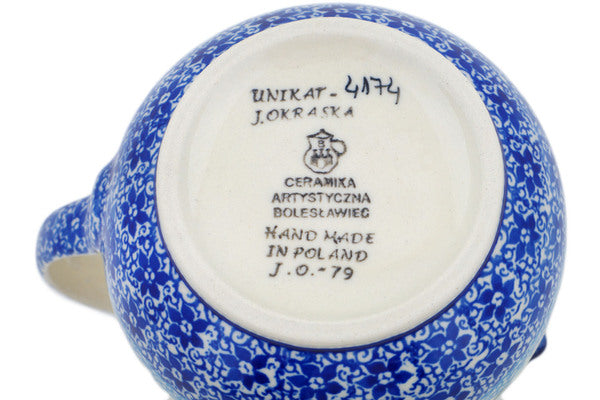 UNIKAT - 4174
J.OKRASKA
CERAMIKA
ARTYSTYCZNA
BOLESŁAWIEC
HAND MADE
IN POLAND
J.O.-79